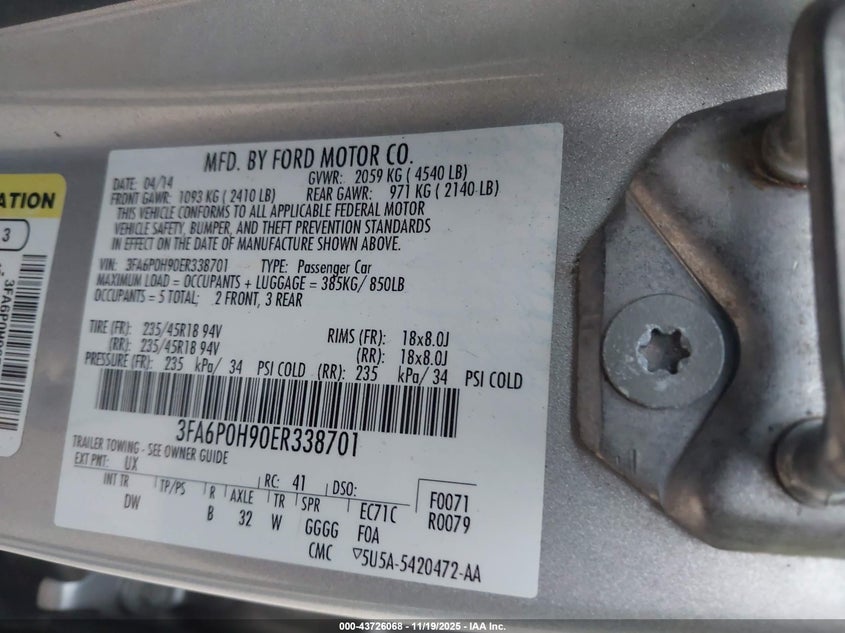 MFD. BY FORD MOTOR CO.
DATE: 04/14 GVWR: 2059 KG ( 4540 LB)
FRONT GAWR: 1093 KG ( 2410 LB) REAR GAWR: 971 KG ( 2140 LB)
THIS VEHICLE CONFORMS TO ALL APPLICABLE FEDERAL MOTOR
VEHICLE SAFETY, BUMPER, AND THEFT PREVENTION STANDARDS
IN EFFECT ON THE DATE OF MANUFACTURE SHOWN ABOVE.
VIN: 3FA6P0H90ER338701 TYPE: Passenger Car
MAXIMUM LOAD = OCCUPANTS + LUGGAGE = 385KG/ 850LB
OCCUPANTS = 5 TOTAL; 2 FRONT, 3 REAR
TIRE (FR): 235/45R18 94V RIMS (FR): 18x8.0J
(RR): 235/45R18 94V (RR): 18x8.0J
PRESSURE (FR): 235 kPa/ 34 PSI COLD (RR): 235 kPa/ 34 PSI COLD
3FA6P0H90ER338701
TRAILER TOWING - SEE OWNER GUIDE
EXT PNT: UX RC: 41 DSO: F0071
INT TR TP/PS R AXLE TR SPR EC71C R0079
DW B 32 W GGGG F0A
CMC ▽5U5A-5420472-AA
ATION
3
000-43726068 - 11/19/2025 - IAA Inc.